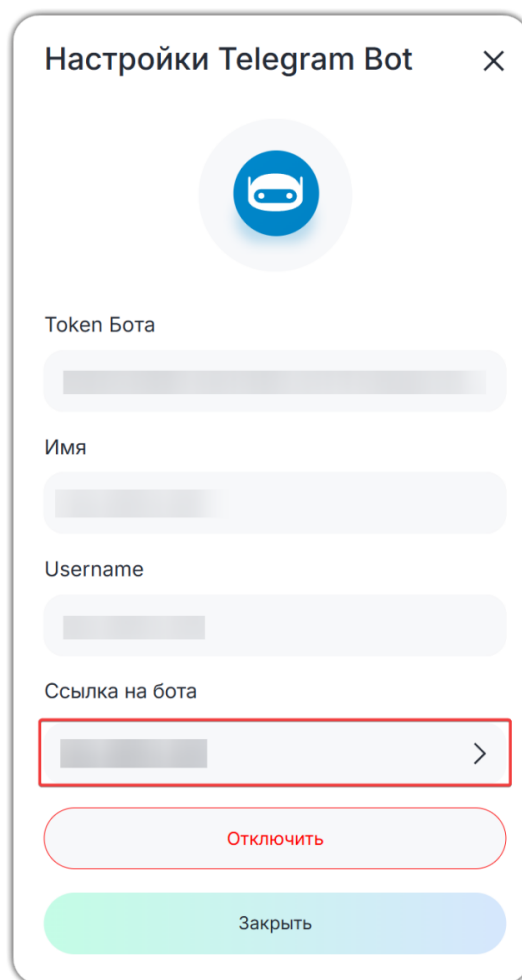 Настройки Telegram Bot
Token Бота
Имя
Username
Ссылка на бота
Отключить
Закрыть